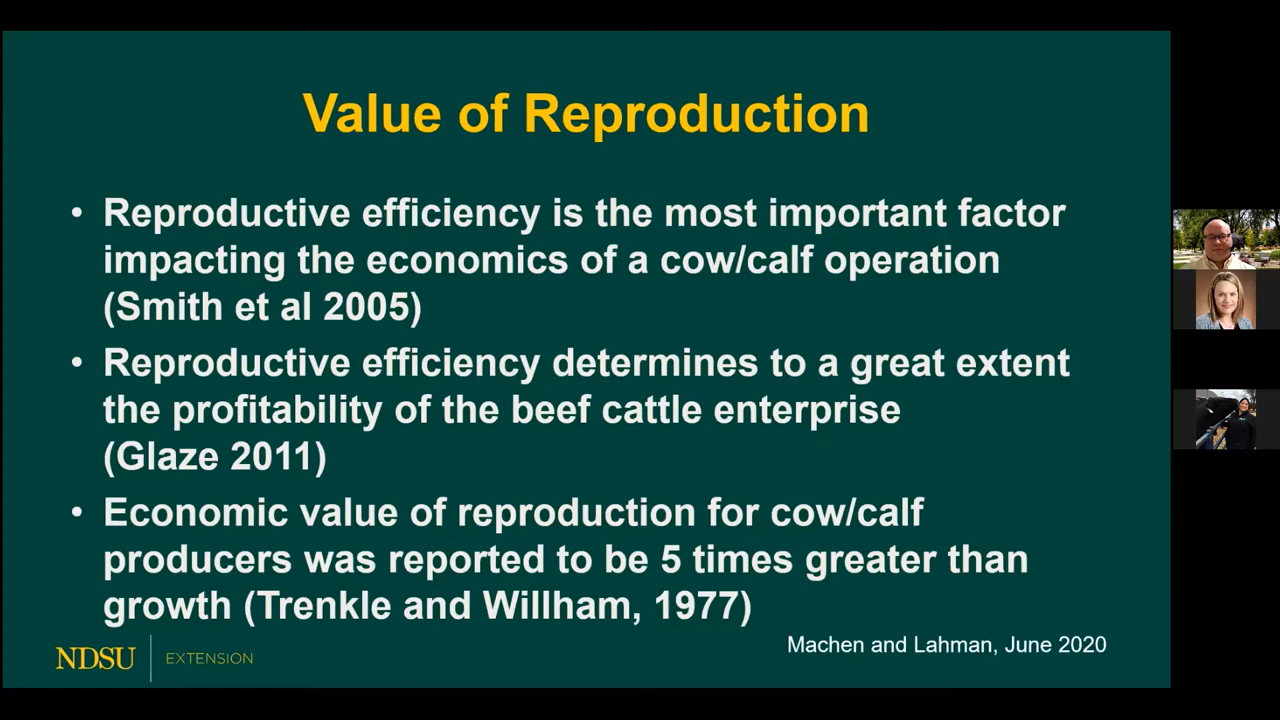 Value of Reproduction
• Reproductive efficiency is the most important factor
impacting the economics of a cow/calf operation
(Smith et al 2005)
• Reproductive efficiency determines to a great extent
the profitability of the beef cattle enterprise
(Glaze 2011)
• Economic value of reproduction for cow/calf
producers was reported to be 5 times greater than
growth (Trenkle and Willham, 1977)
Machen and Lahman, June 2020
NDSU EXTENSION